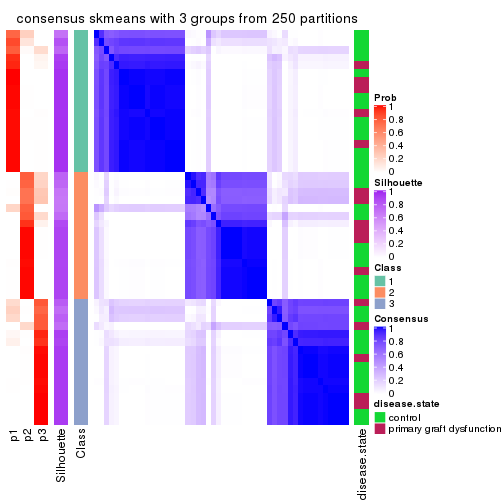 consensus skmeans with 3 groups from 250 partitions
Prob
1
0.8
0.6
0.4
0.2
0
Silhouette
1
0.8
0.6
0.4
0.2
0
Class
1
2
3
Consensus
1
0.8
0.6
0.4
0.2
0
disease.state
control
primary graft dysfunction
p1
p2
p3
Silhouette
Class
disease.state